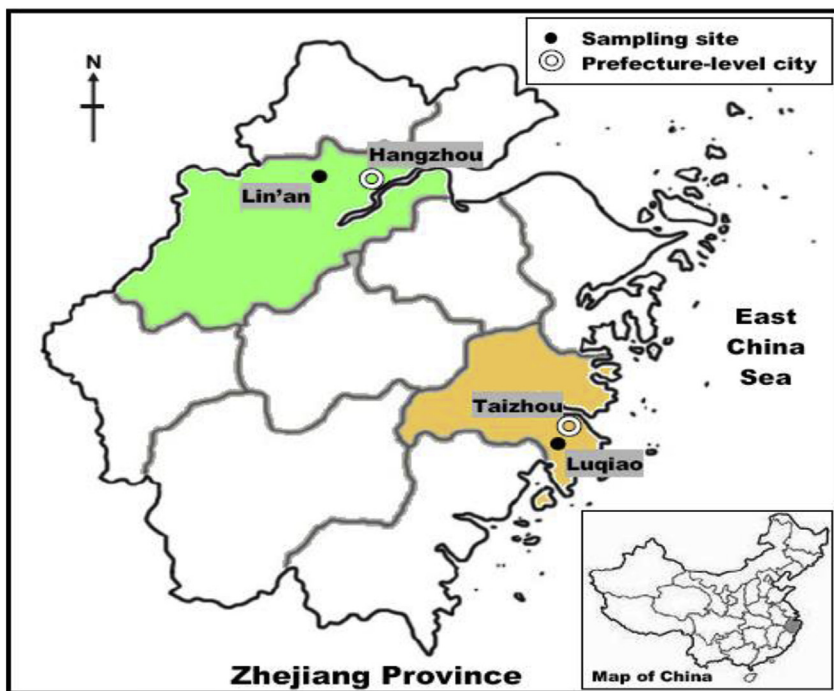 Sampling site
Prefecture-level city
N
Hangzhou
Lin'an
East
China
Sea
Taizhou
Luqiao
Zhejiang Province
Map of China